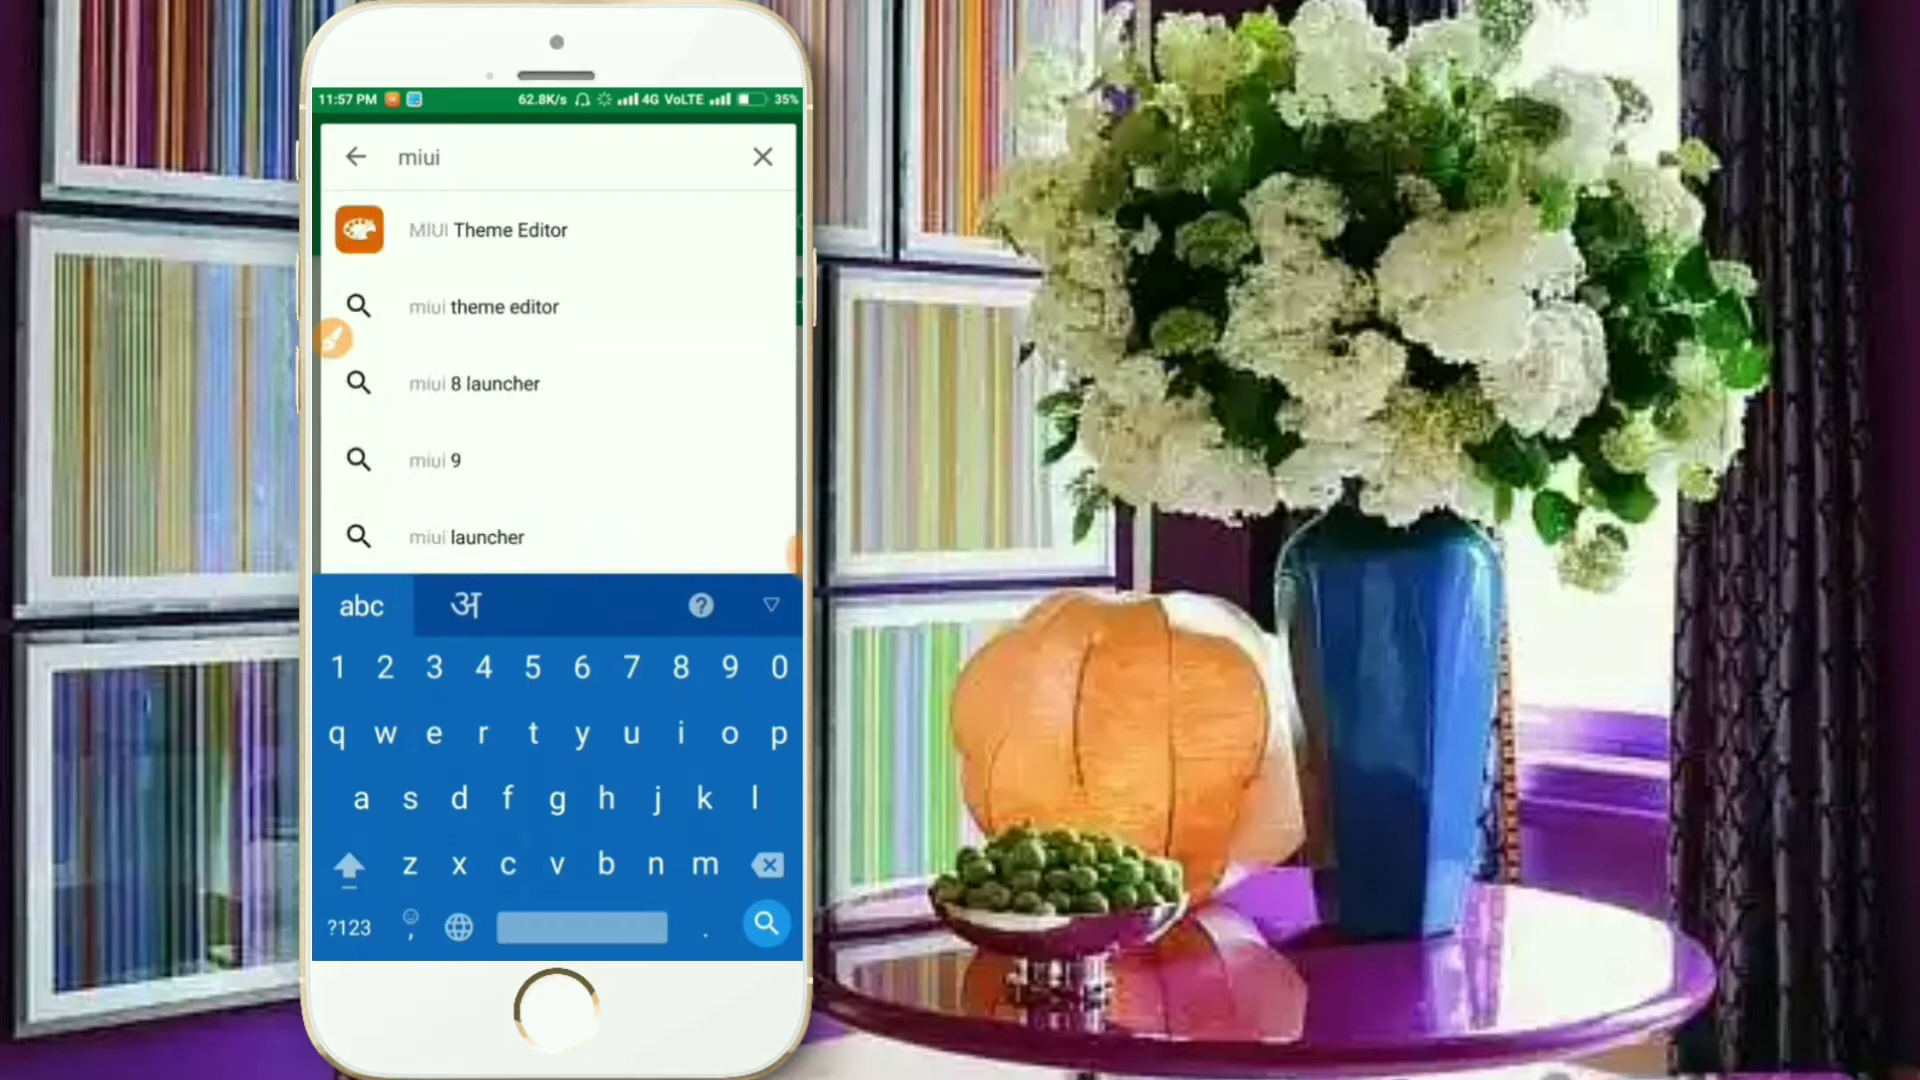 11:57 PM 62.8K/s 4G VoLTE 35%
miui
MIUI Theme Editor
miui theme editor
miui 8 launcher
miui 9
miui launcher
abc अ ?
1 2 3 4 5 6 7 8 9 0
q w e r t y u i o p
a s d f g h j k l
z x c v b n m
?123 , .